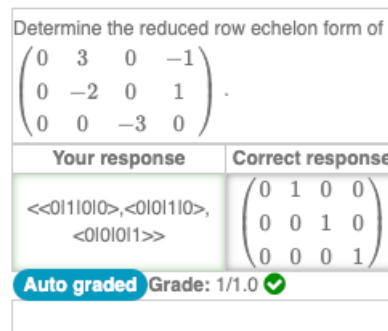 Determine the reduced row echelon form of
0 3 0 −1
0 −2 0 1
0 0 −3 0
.
Your response Correct response
<<0|1|0|0>,<0|0|1|0>,
<0|0|0|1>>
0 1 0 0
0 0 1 0
0 0 0 1
Auto graded Grade: 1/1.0